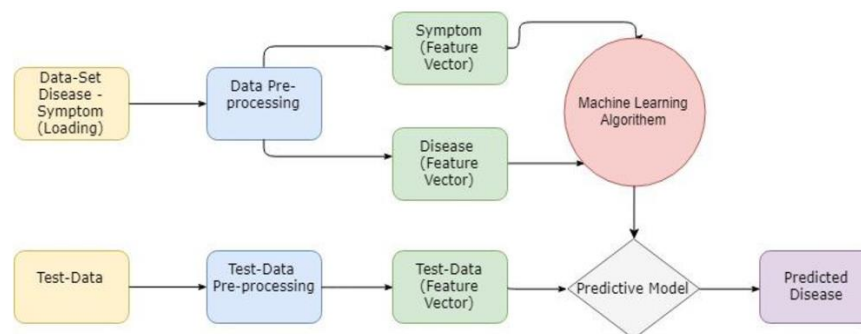 Data-Set
Disease -
Symptom
(Loading)
Data Pre-
processing
Symptom
(Feature
Vector)
Disease
(Feature
Vector)
Machine Learning
Algorithem
Test-Data
Test-Data
Pre-processing
Test-Data
(Feature
Vector)
Predictive Model
Predicted
Disease